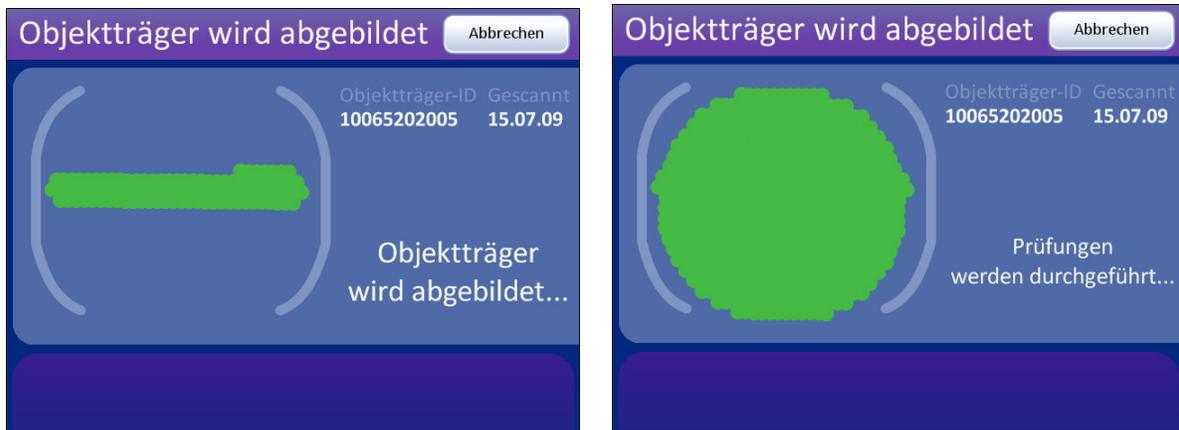 Objektträger wird abgebildet Abbrechen
Objektträger-ID Gescannt
10065202005 15.07.09
Objektträger
wird abgebildet...
Objektträger wird abgebildet Abbrechen
Objektträger-ID Gescannt
10065202005 15.07.09
Prüfungen
werden durchgeführt...